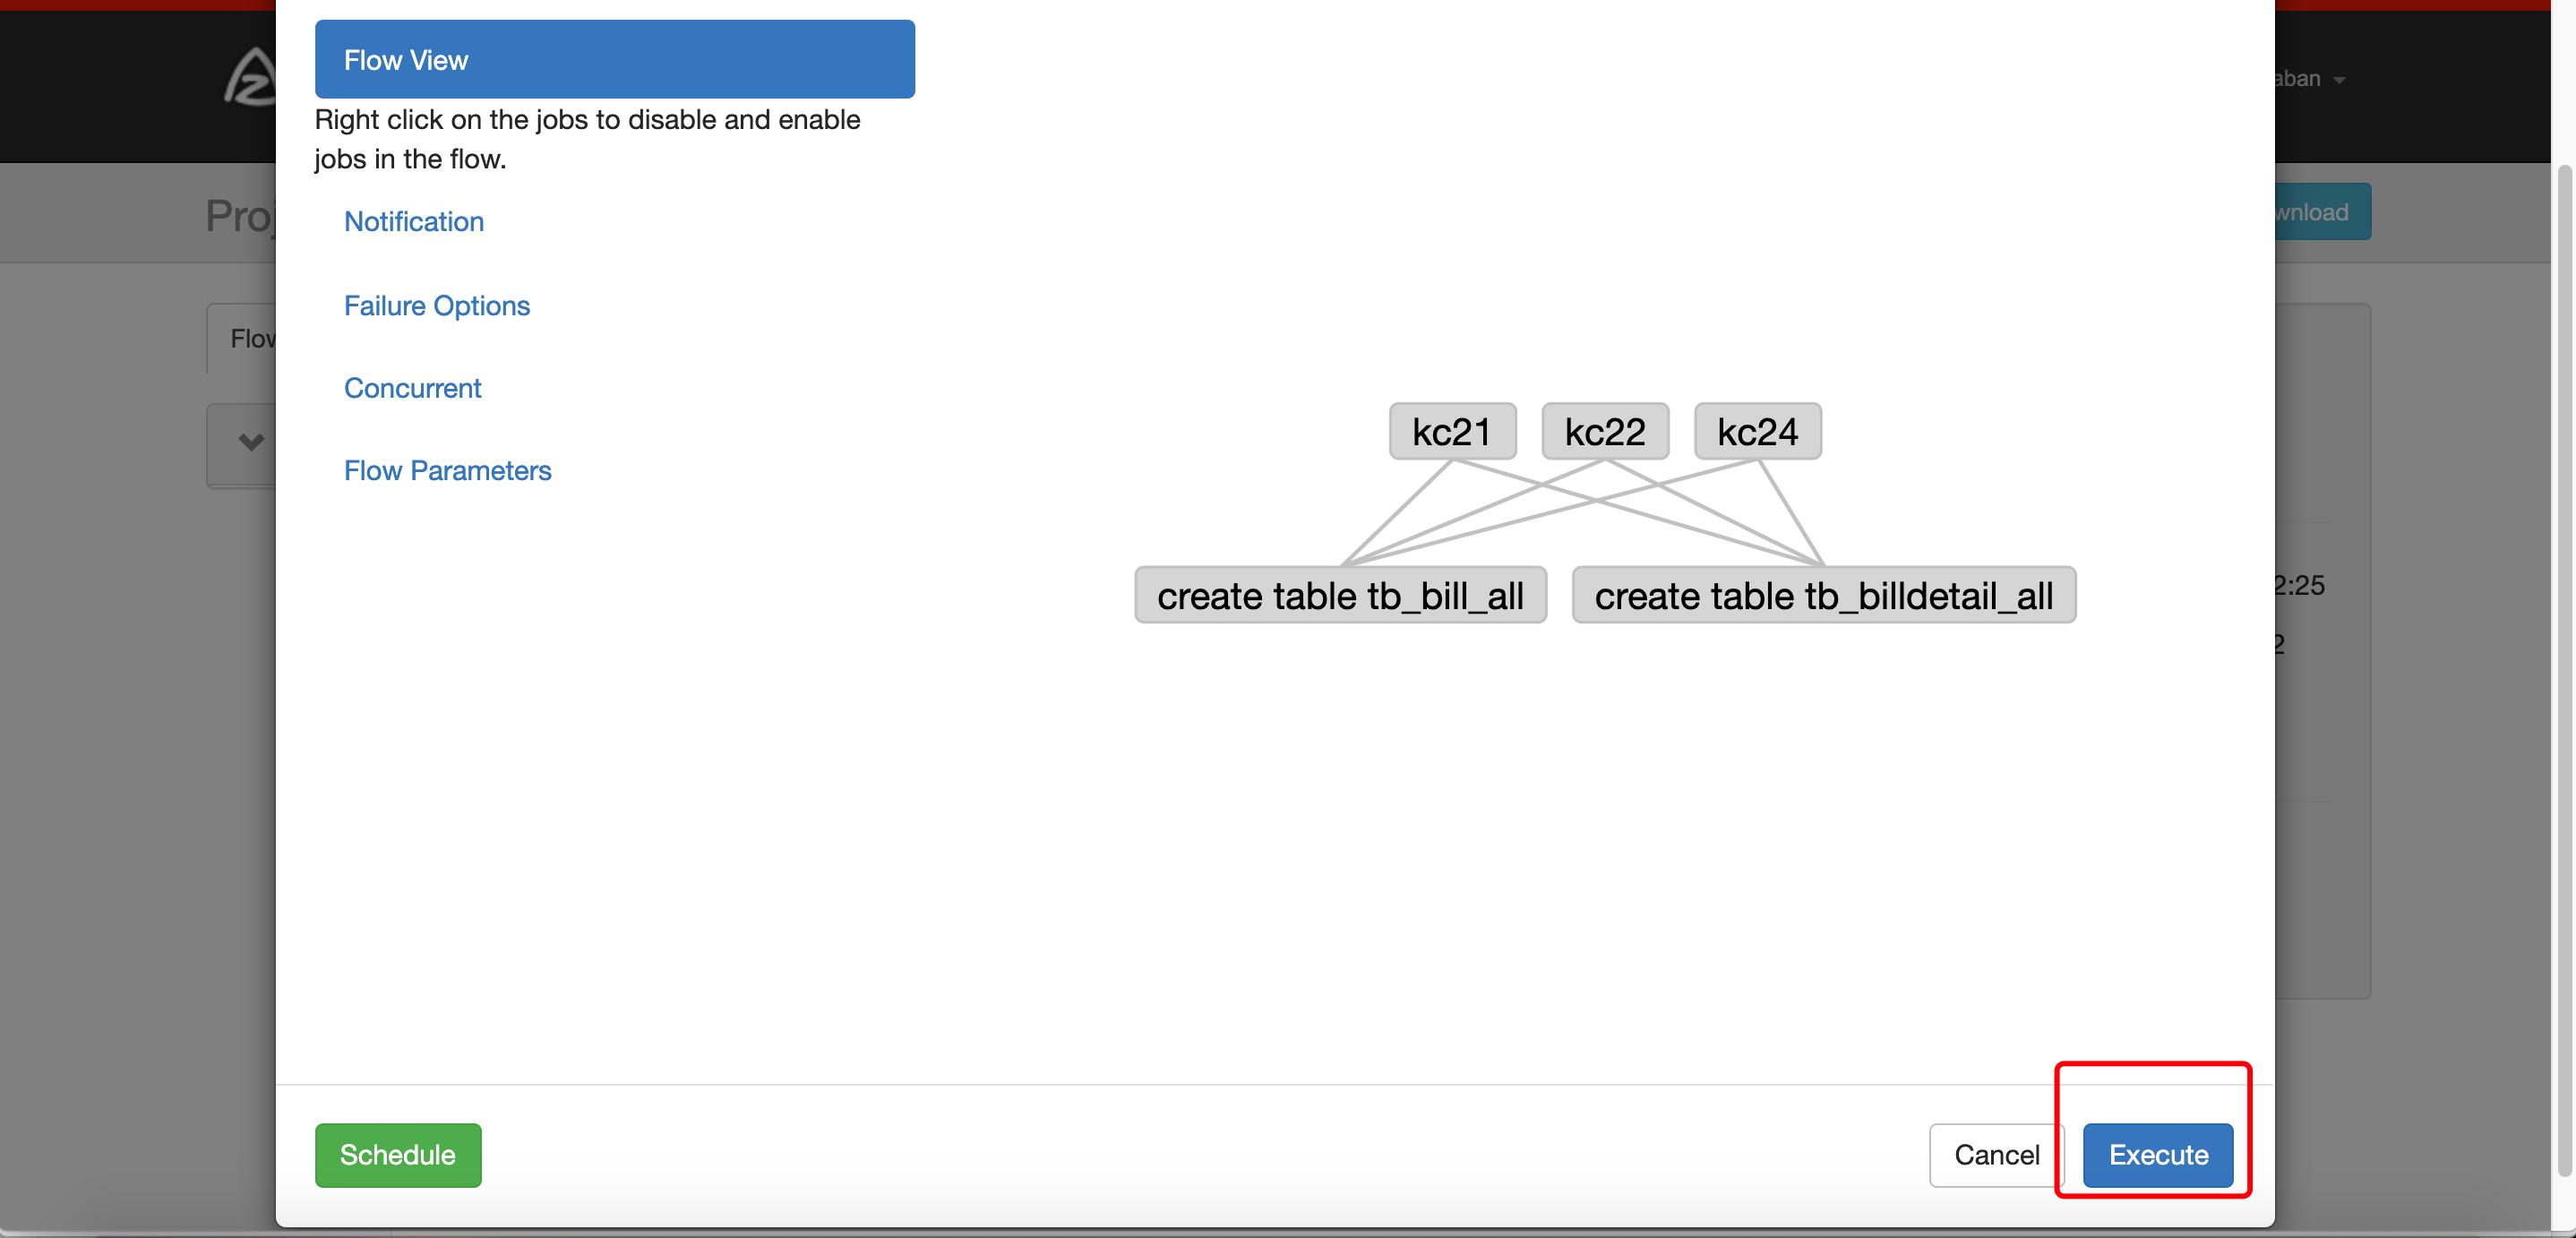 Flow View
Right click on the jobs to disable and enable
jobs in the flow.
Notification
Failure Options
Concurrent
Flow Parameters
kc21 kc22 kc24
create table tb_bill_all create table tb_billdetail_all
Schedule
Cancel Execute
aban
Proj
wnload
Flow
2:25
2